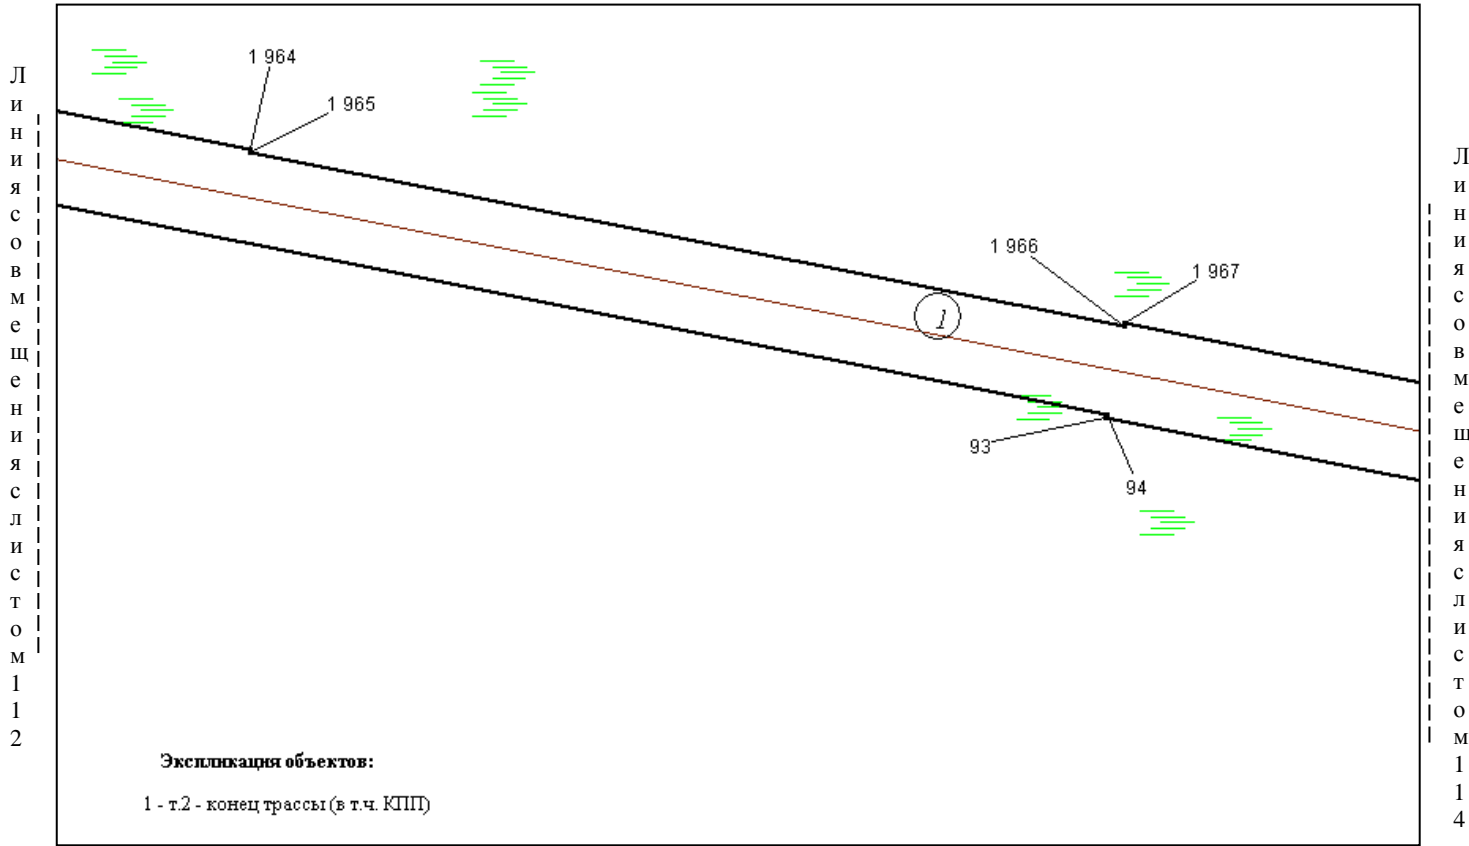 Линия совмещения с листом 112
1 964
1 965
1 966
1 967
1
93
94
Экспликация объектов:
1 - т.2 - конец трассы (в т.ч. КПП)
Линия совмещения с листом 114